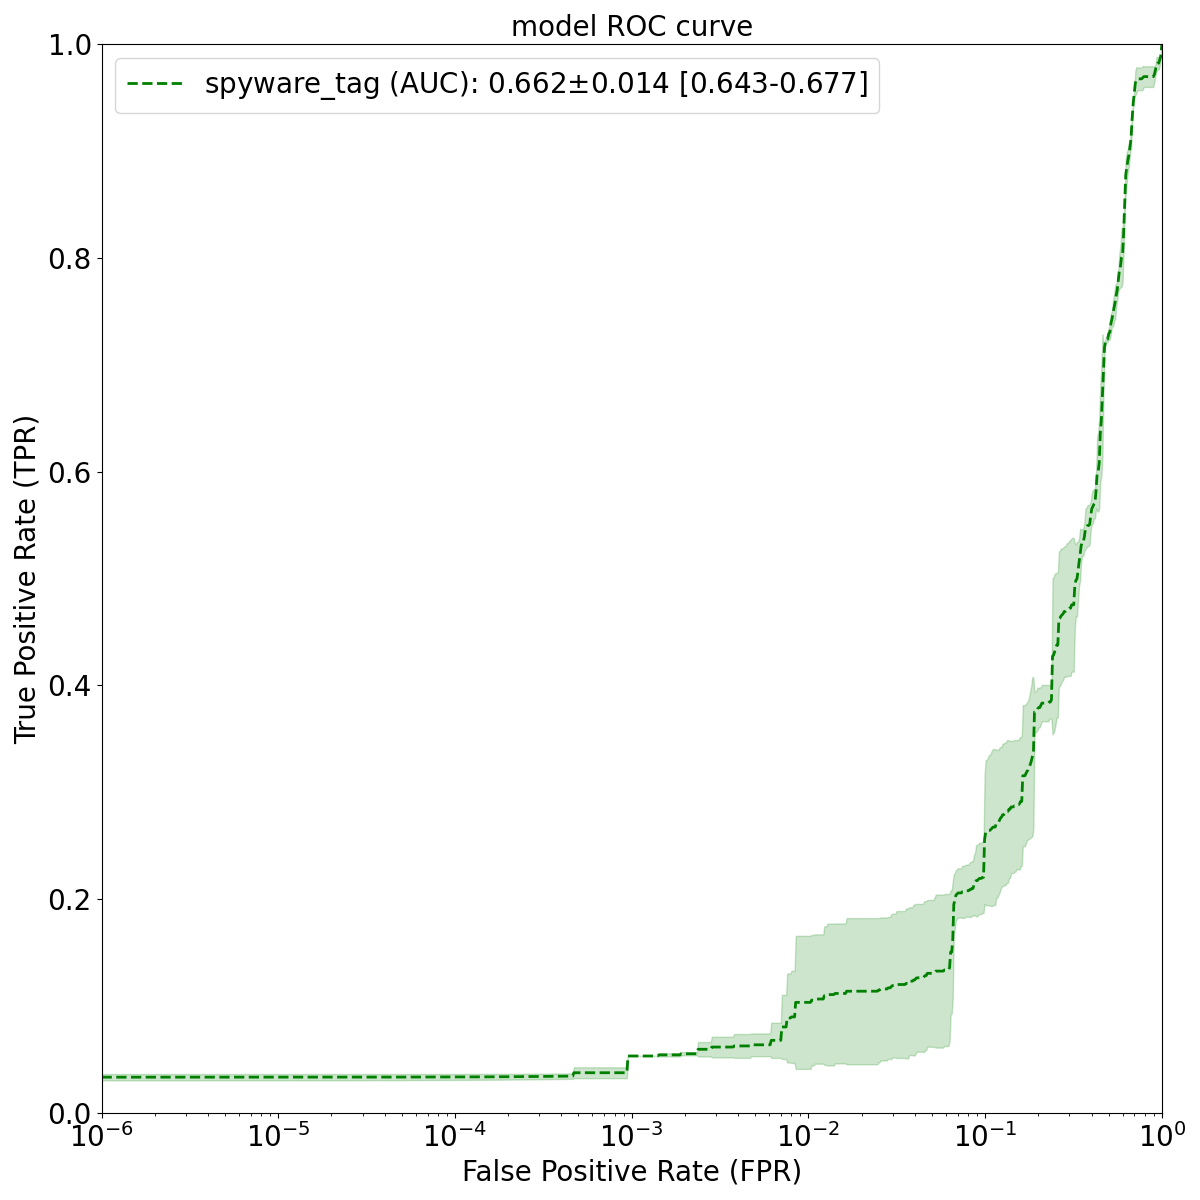 model ROC curve
spyware_tag (AUC): 0.662±0.014 [0.643-0.677]
1.0
0.8
0.6
0.4
0.2
0.0
True Positive Rate (TPR)
10⁻⁶ 10⁻⁵ 10⁻⁴ 10⁻³ 10⁻² 10⁻¹ 10⁰
False Positive Rate (FPR)